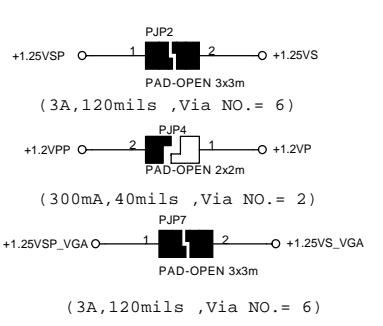 PJP2
+1.25VSP 1 2 +1.25VS
PAD-OPEN 3x3m
(3A,120mils ,Via NO.= 6)
PJP4
+1.2VPP 2 1 +1.2VP
PAD-OPEN 2x2m
(300mA,40mils ,Via NO.= 2)
PJP7
+1.25VSP_VGA 1 2 +1.25VS_VGA
PAD-OPEN 3x3m
(3A,120mils ,Via NO.= 6)